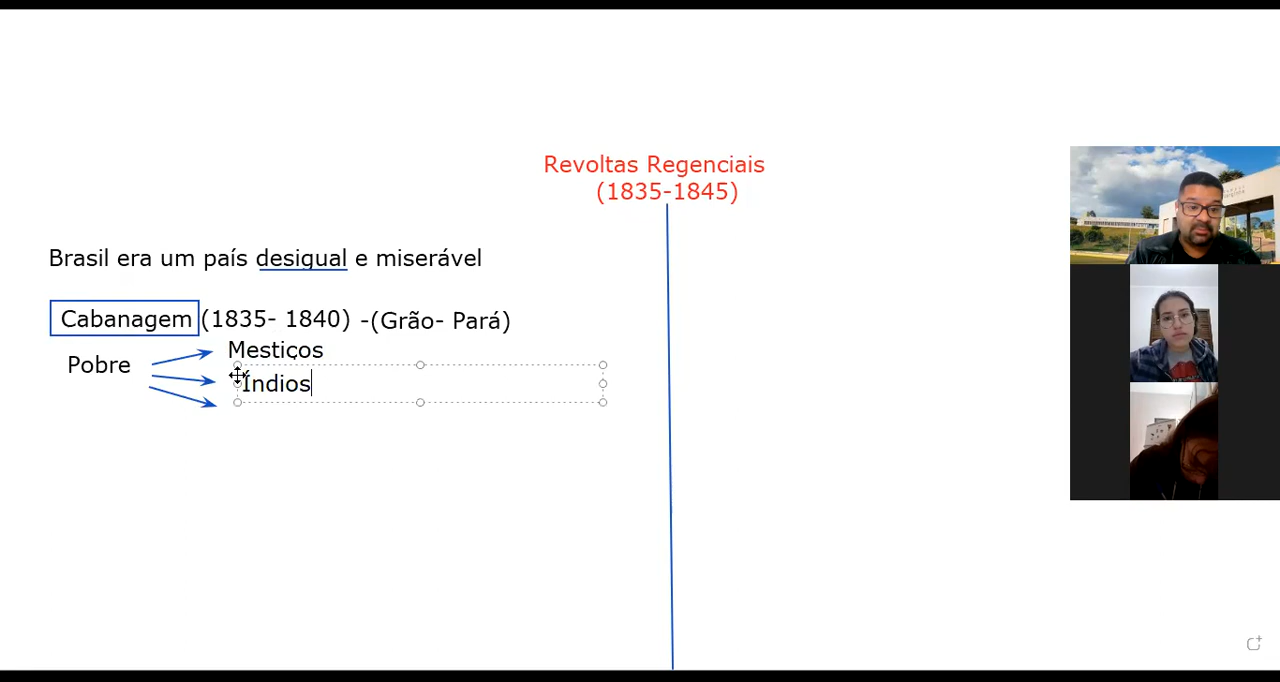 Revoltas Regenciais
(1835-1845)
Brasil era um país desigual e miserável
Cabanagem (1835- 1840) -(Grão- Pará)
Mestiços
Pobre
Índios